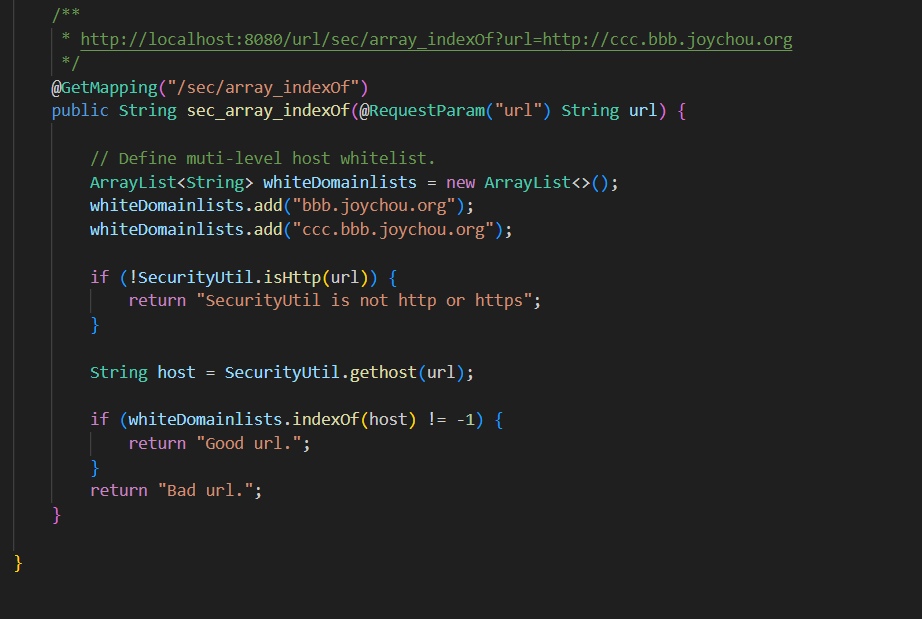 /**
 * http://localhost:8080/url/sec/array_indexOf?url=http://ccc.bbb.joychou.org
 */
@GetMapping("/sec/array_indexOf")
public String sec_array_indexOf(@RequestParam("url") String url) {
// Define muti-level host whitelist.
ArrayList<String> whiteDomainlists = new ArrayList<>();
whiteDomainlists.add("bbb.joychou.org");
whiteDomainlists.add("ccc.bbb.joychou.org");
if (!SecurityUtil.isHttp(url)) {
return "SecurityUtil is not http or https";
}
String host = SecurityUtil.gethost(url);
if (whiteDomainlists.indexOf(host) != -1) {
return "Good url.";
}
return "Bad url.";
}
}